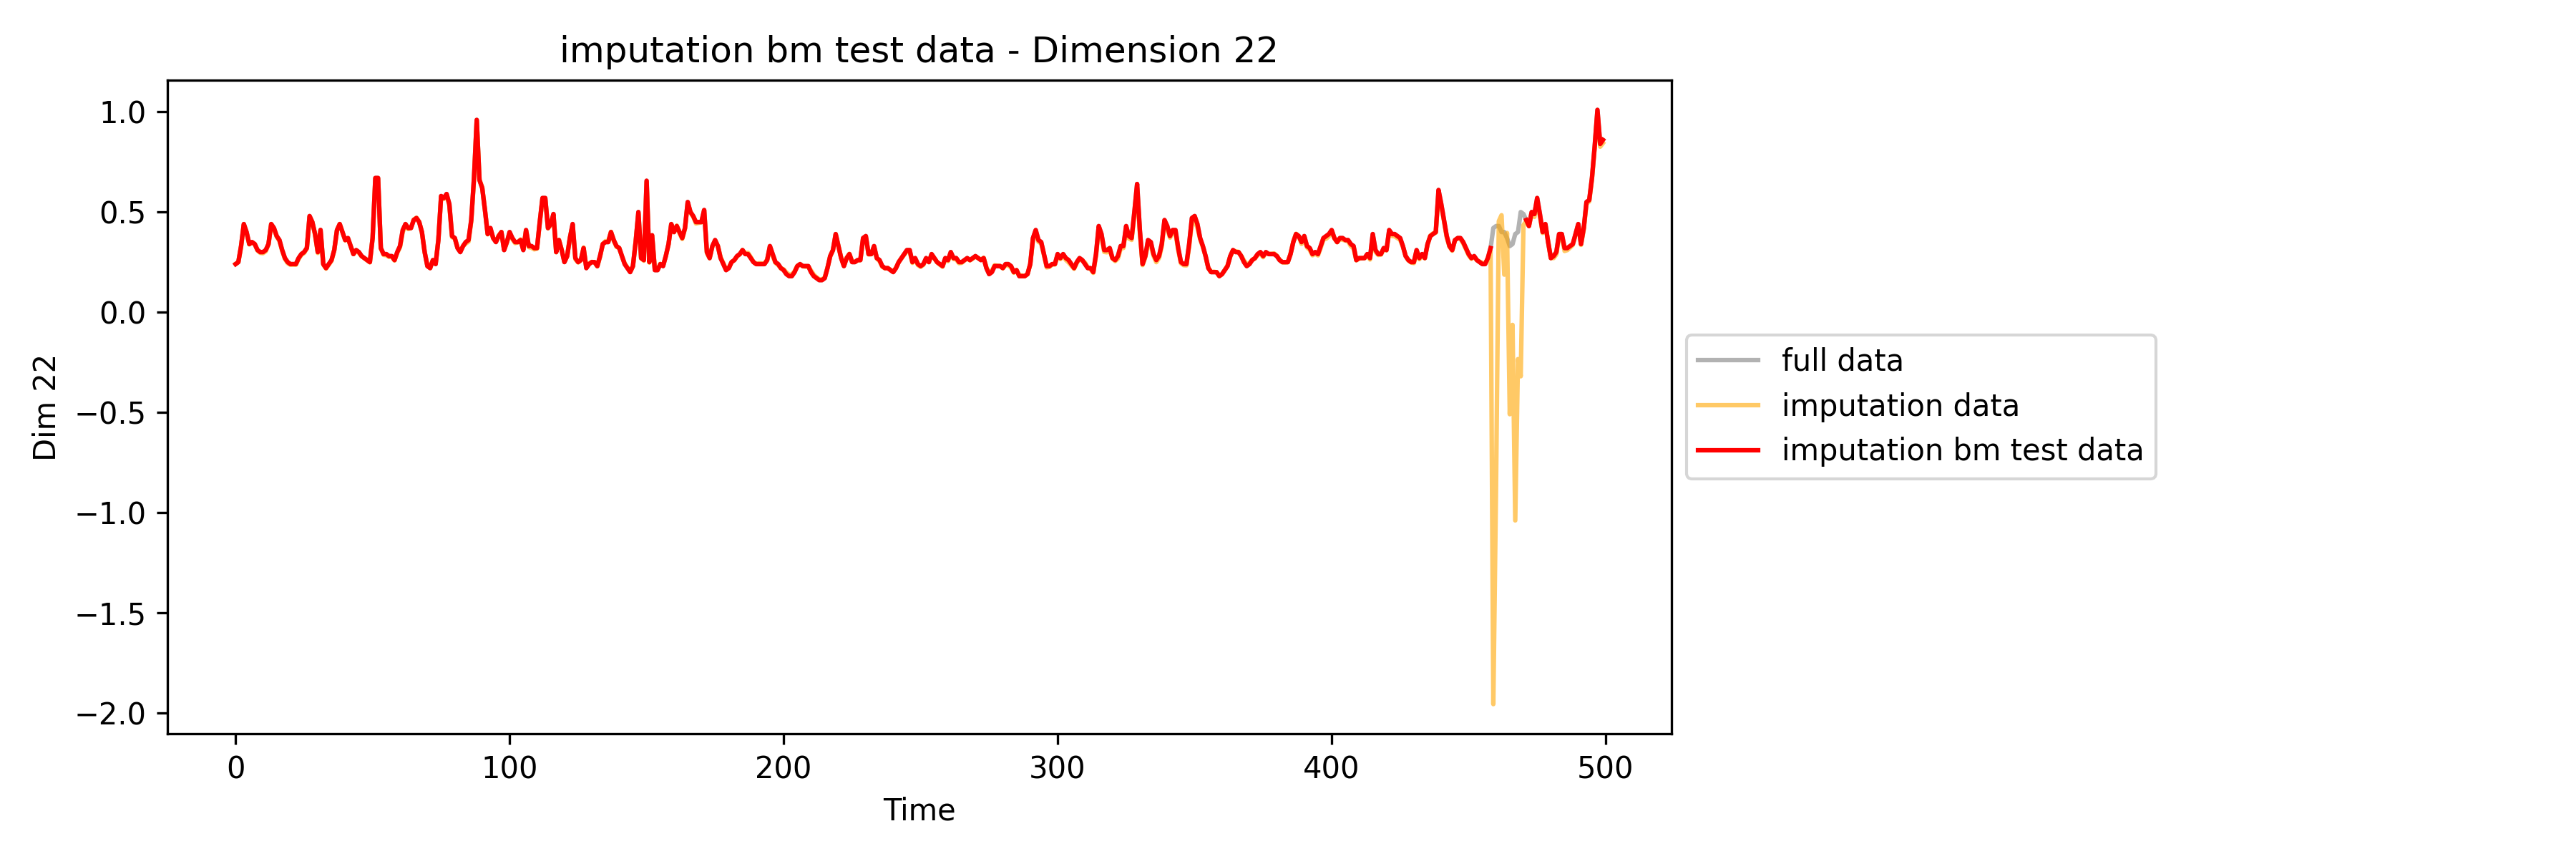 imputation bm test data - Dimension 22
1.0
0.5
0.0
−0.5
−1.0
−1.5
−2.0
Dim 22
0 100 200 300 400 500
Time
full data
imputation data
imputation bm test data